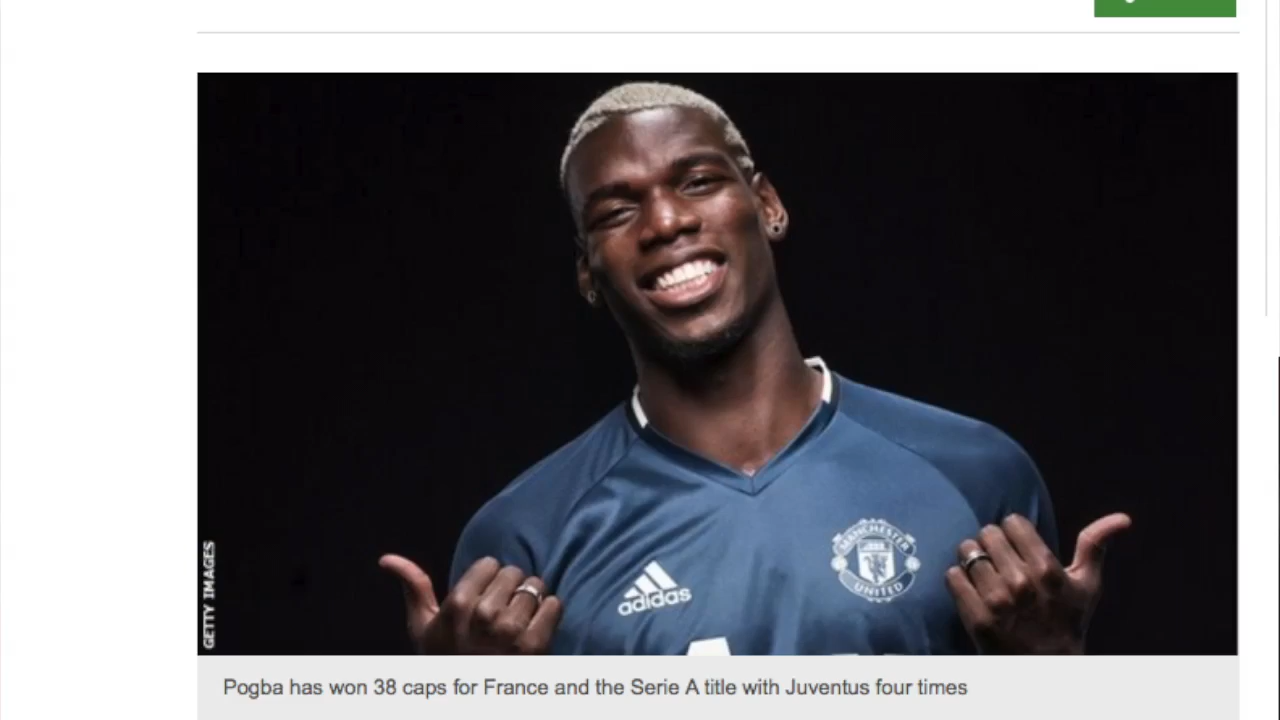 GETTY IMAGES
adidas
MANCHESTER
UNITED
Pogba has won 38 caps for France and the Serie A title with Juventus four times